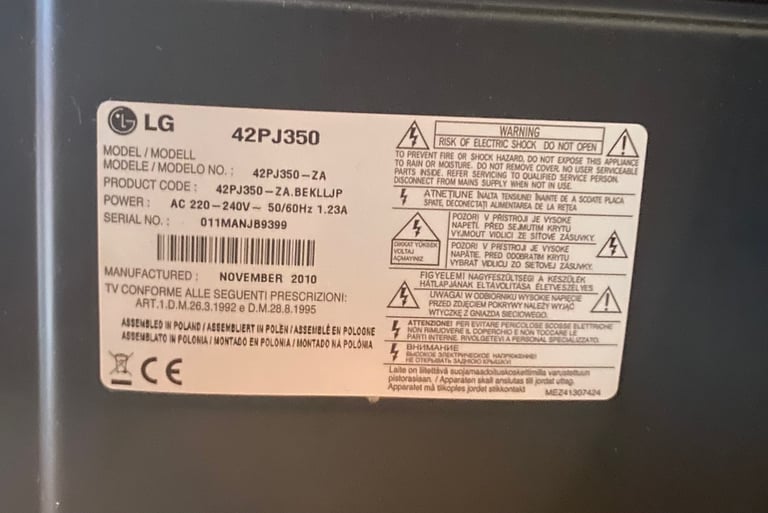 LG 42PJ350
MODEL / MODELL
MODELE / MODELO NO. : 42PJ350-ZA
PRODUCT CODE : 42PJ350-ZA.BEKLLJP
POWER : AC 220-240V~ 50/60Hz 1.23A
SERIAL NO. : 011MANJB9399
MANUFACTURED : NOVEMBER 2010
TV CONFORME ALLE SEGUENTI PRESCRIZIONI:
ART.1.D.M.26.3.1992 e D.M.28.8.1995
ASSEMBLED IN POLAND / ASSEMBLIERT IN POLEN / ASSEMBLÉ EN POLOGNE
ASSEMBLATO IN POLONIA / MONTADO EN POLONIA / MONTADO NA POLÓNIA
CE
WARNING
RISK OF ELECTRIC SHOCK DO NOT OPEN
TO PREVENT FIRE OR SHOCK HAZARD, DO NOT EXPOSE THIS APPLIANCE
TO RAIN OR MOISTURE. DO NOT REMOVE COVER. NO USER SERVICEABLE
PARTS INSIDE. REFER SERVICING TO QUALIFIED SERVICE PERSON.
DISCONNECT FROM MAINS SUPPLY WHEN NOT IN USE.
ATNEŢIUNE ÎNALTA TENSIUNE! ÎNAINTE DE A SCOATE PLACA
SPATE, DECONECTAŢI ALIMENTAREA DE LA REŢEA
DIKKAT YÜKSEK
VOLTAJ
AÇMAYINIZ
POZOR! V PŘÍSTROJI JE VYSOKÉ
NAPĚTÍ. PŘED SEJMUTÍM KRYTU
VYJMOUT VIDLICI ZE SÍŤOVÉ ZÁSUVKY.
POZOR! V PRÍSTROJI JE VYSOKÉ
NAPÄTIE. PRED SNÍMANÍM KRYTU
VYBRAŤ VIDLICU ZO SIEŤOVEJ ZÁSUVKY.
FIGYELEM! NAGYFESZÜLTSÉG! A KÉSZÜLÉK
HÁTLAPJÁNAK ELTÁVOLÍTÁSA ÉLETVESZÉLYES
UWAGA! W ODBIORNIKU WYSOKIE NAPIĘCIE
PRZED ZDJĘCIEM POKRYWY NALEŻY WYJĄĆ
WTYCZKĘ Z GNIAZDA SIECIOWEGO.
ATTENZIONE! PER EVITARE PERICOLOSE SCOSSE ELETTRICHE
NON RIMUOVERE IL COPERCHIO E NON TOCCARE LE
PARTI INTERNE. RIVOLGETEVI A PERSONAL SPECIALIZZATO.
ВНИМАНИЕ
ВЫСОКОЕ ЭЛЕКТРИЧЕСКОЕ НАПРЯЖЕНИЕ!
НЕ ОТКРЫВАТЬ ЗАДНЮЮ КРЫШКУ!
Laite on liitettävä suojamaadoituskoskettimilla varustettuun
pistorasiaan / Apparaten skall anslutas till jordat uttag.
Apparatet må tilkoples jordet stikkontakt
MEZ41307424